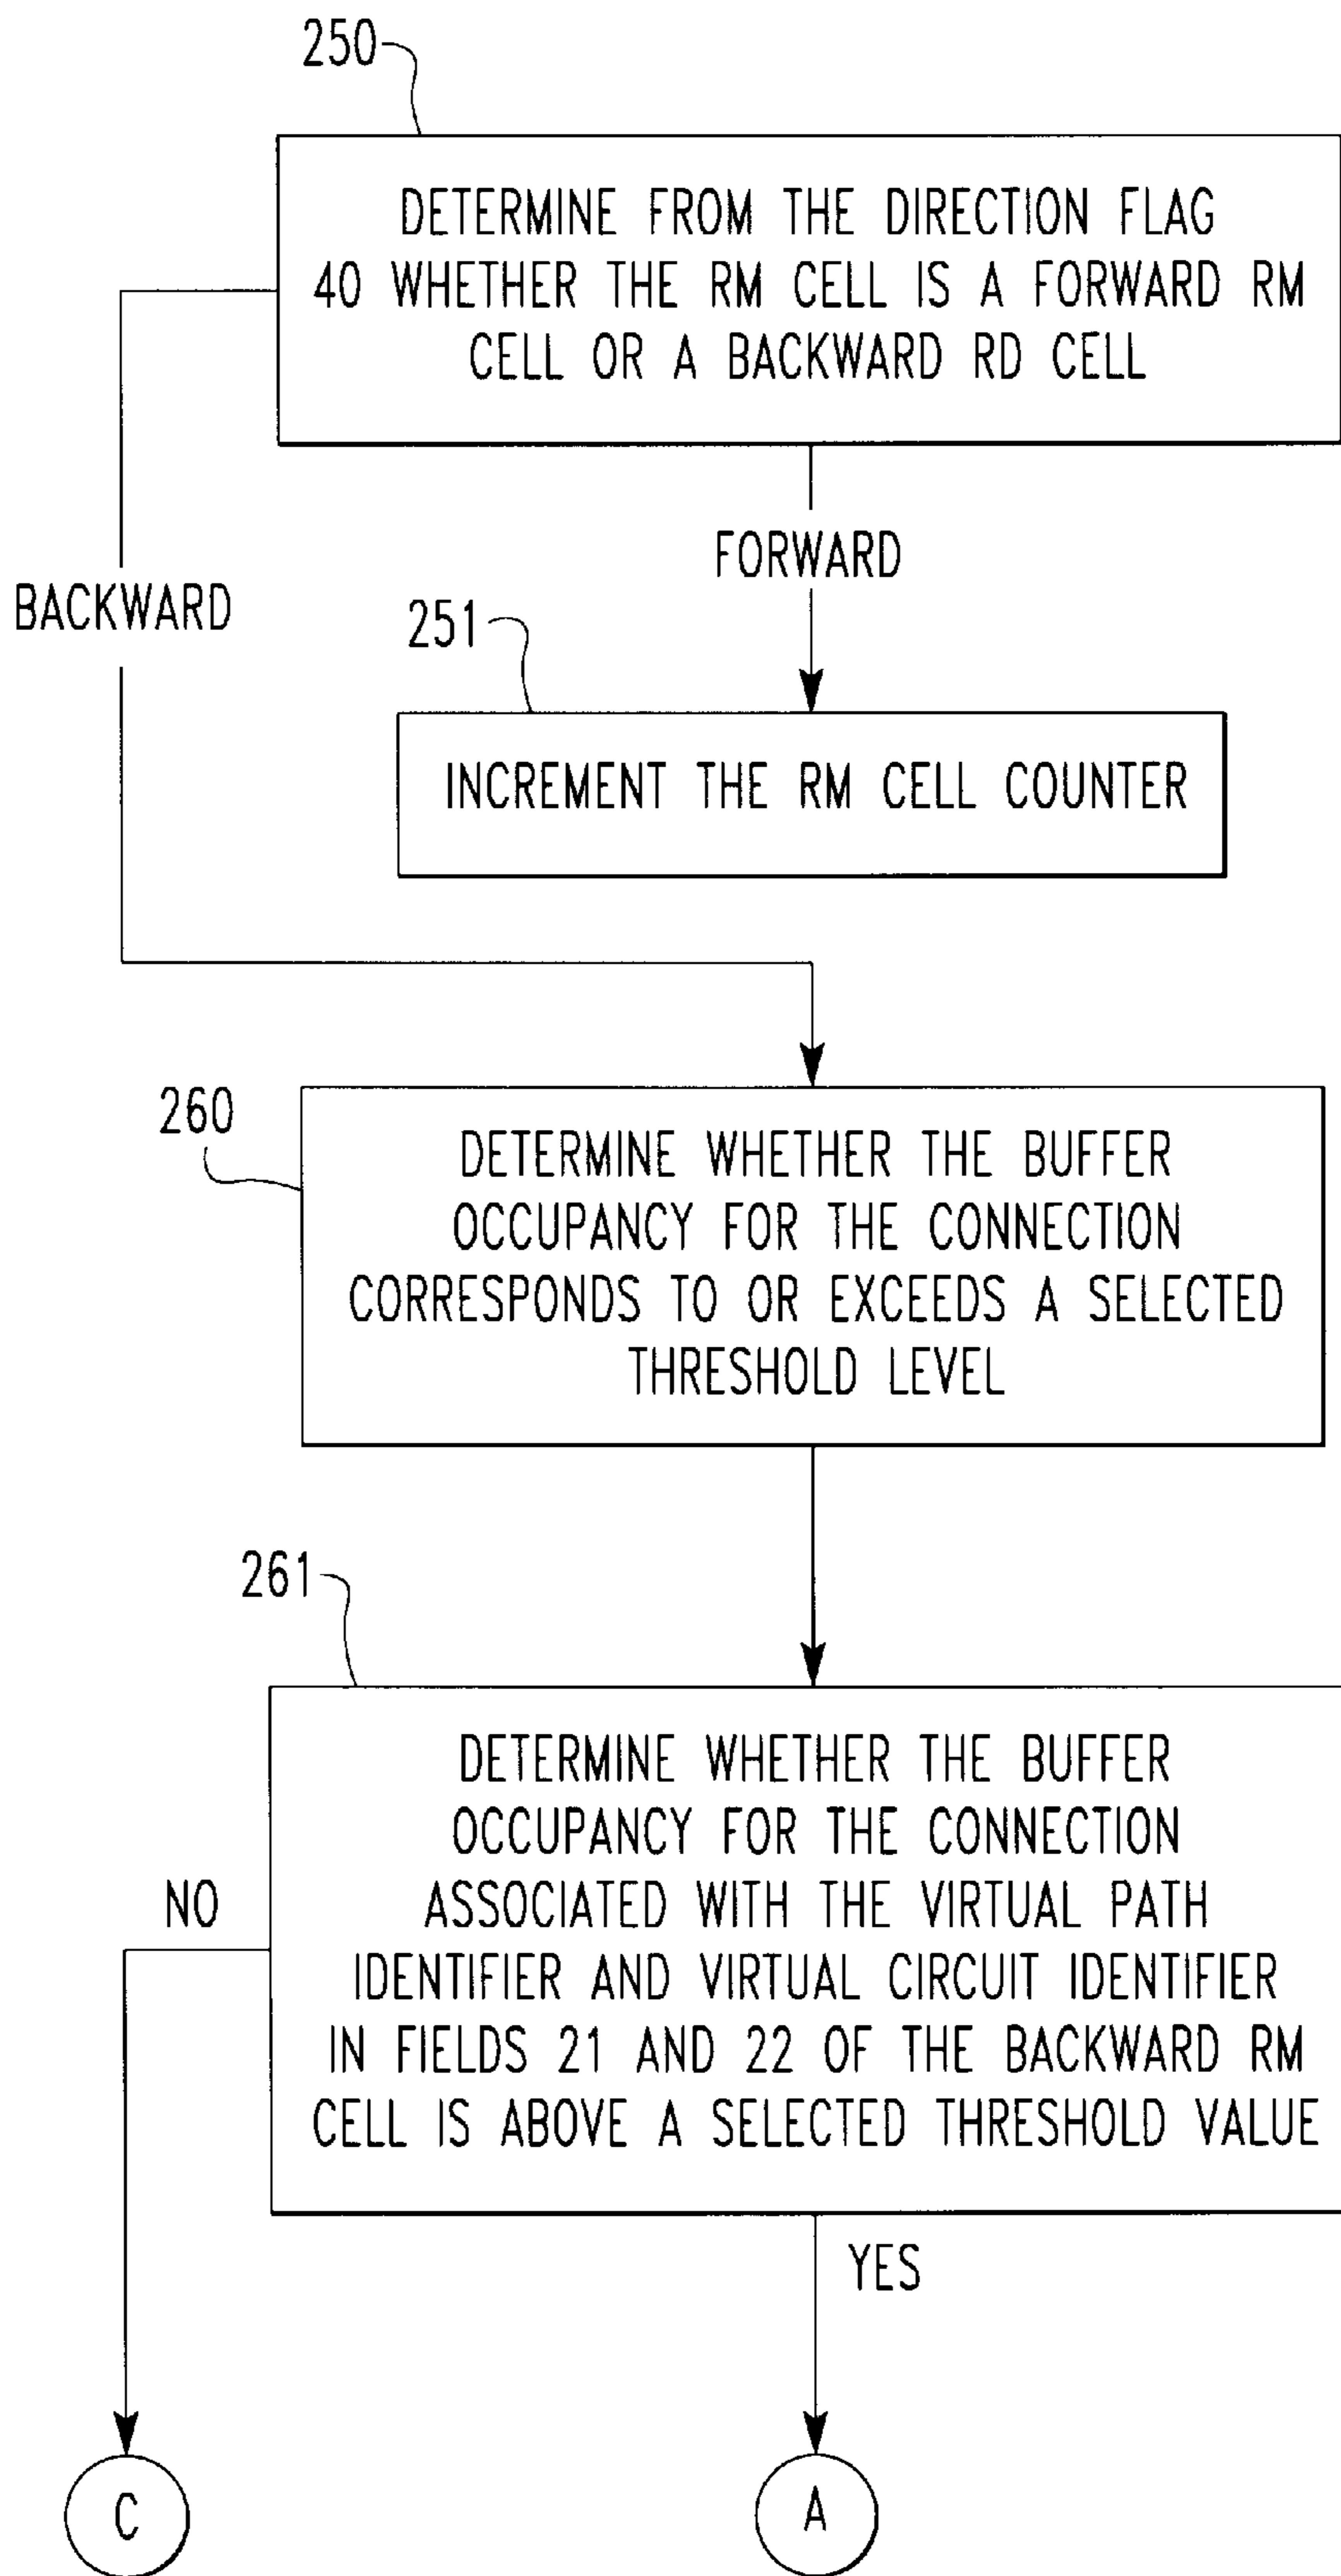 250
DETERMINE FROM THE DIRECTION FLAG
40 WHETHER THE RM CELL IS A FORWARD RM
CELL OR A BACKWARD RD CELL
FORWARD
BACKWARD
251
INCREMENT THE RM CELL COUNTER
260
DETERMINE WHETHER THE BUFFER
OCCUPANCY FOR THE CONNECTION
CORRESPONDS TO OR EXCEEDS A SELECTED
THRESHOLD LEVEL
261
DETERMINE WHETHER THE BUFFER
OCCUPANCY FOR THE CONNECTION
ASSOCIATED WITH THE VIRTUAL PATH
IDENTIFIER AND VIRTUAL CIRCUIT IDENTIFIER
IN FIELDS 21 AND 22 OF THE BACKWARD RM
CELL IS ABOVE A SELECTED THRESHOLD VALUE
NO
YES
C
A